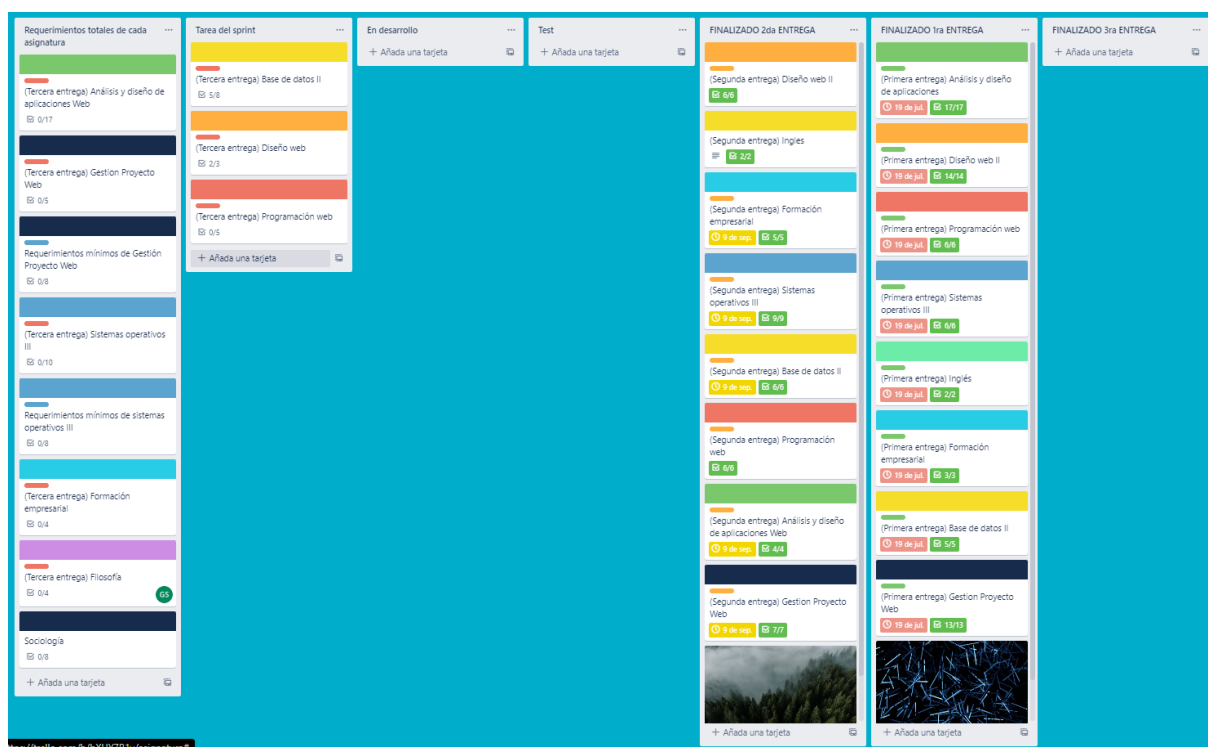 Requerimientos totales de cada
asignatura
(Tercera entrega) Análisis y diseño de
aplicaciones Web
0/17
(Tercera entrega) Gestion Proyecto
Web
0/5
Requerimientos mínimos de Gestión
Proyecto Web
0/8
(Tercera entrega) Sistemas operativos
III
0/10
Requerimientos mínimos de sistemas
operativos III
0/8
(Tercera entrega) Formación
empresarial
0/4
(Tercera entrega) Filosofía
0/4
GS
Sociología
0/8
+ Añada una tarjeta
Tarea del sprint
(Tercera entrega) Base de datos II
5/8
(Tercera entrega) Diseño web
2/3
(Tercera entrega) Programación web
0/5
+ Añada una tarjeta
En desarrollo
+ Añada una tarjeta
Test
+ Añada una tarjeta
FINALIZADO 2da ENTREGA
(Segunda entrega) Diseño web II
6/6
(Segunda entrega) Ingles
2/2
(Segunda entrega) Formación
empresarial
9 de sep. 5/5
(Segunda entrega) Sistemas
operativos III
9 de sep. 9/9
(Segunda entrega) Base de datos II
9 de sep. 6/6
(Segunda entrega) Programación
web
6/6
(Segunda entrega) Análisis y diseño
de aplicaciones Web
9 de sep. 4/4
(Segunda entrega) Gestion Proyecto
Web
9 de sep. 7/7
+ Añada una tarjeta
FINALIZADO 1ra ENTREGA
(Primera entrega) Análisis y diseño
de aplicaciones
19 de jul. 17/17
(Primera entrega) Diseño web II
19 de jul. 14/14
(Primera entrega) Programación web
19 de jul. 6/6
(Primera entrega) Sistemas
operativos III
19 de jul. 6/6
(Primera entrega) Inglés
19 de jul. 2/2
(Primera entrega) Formación
empresarial
19 de jul. 3/3
(Primera entrega) Base de datos II
19 de jul. 5/5
(Primera entrega) Gestion Proyecto
Web
19 de jul. 13/13
+ Añada una tarjeta
FINALIZADO 3ra ENTREGA
+ Añada una tarjeta